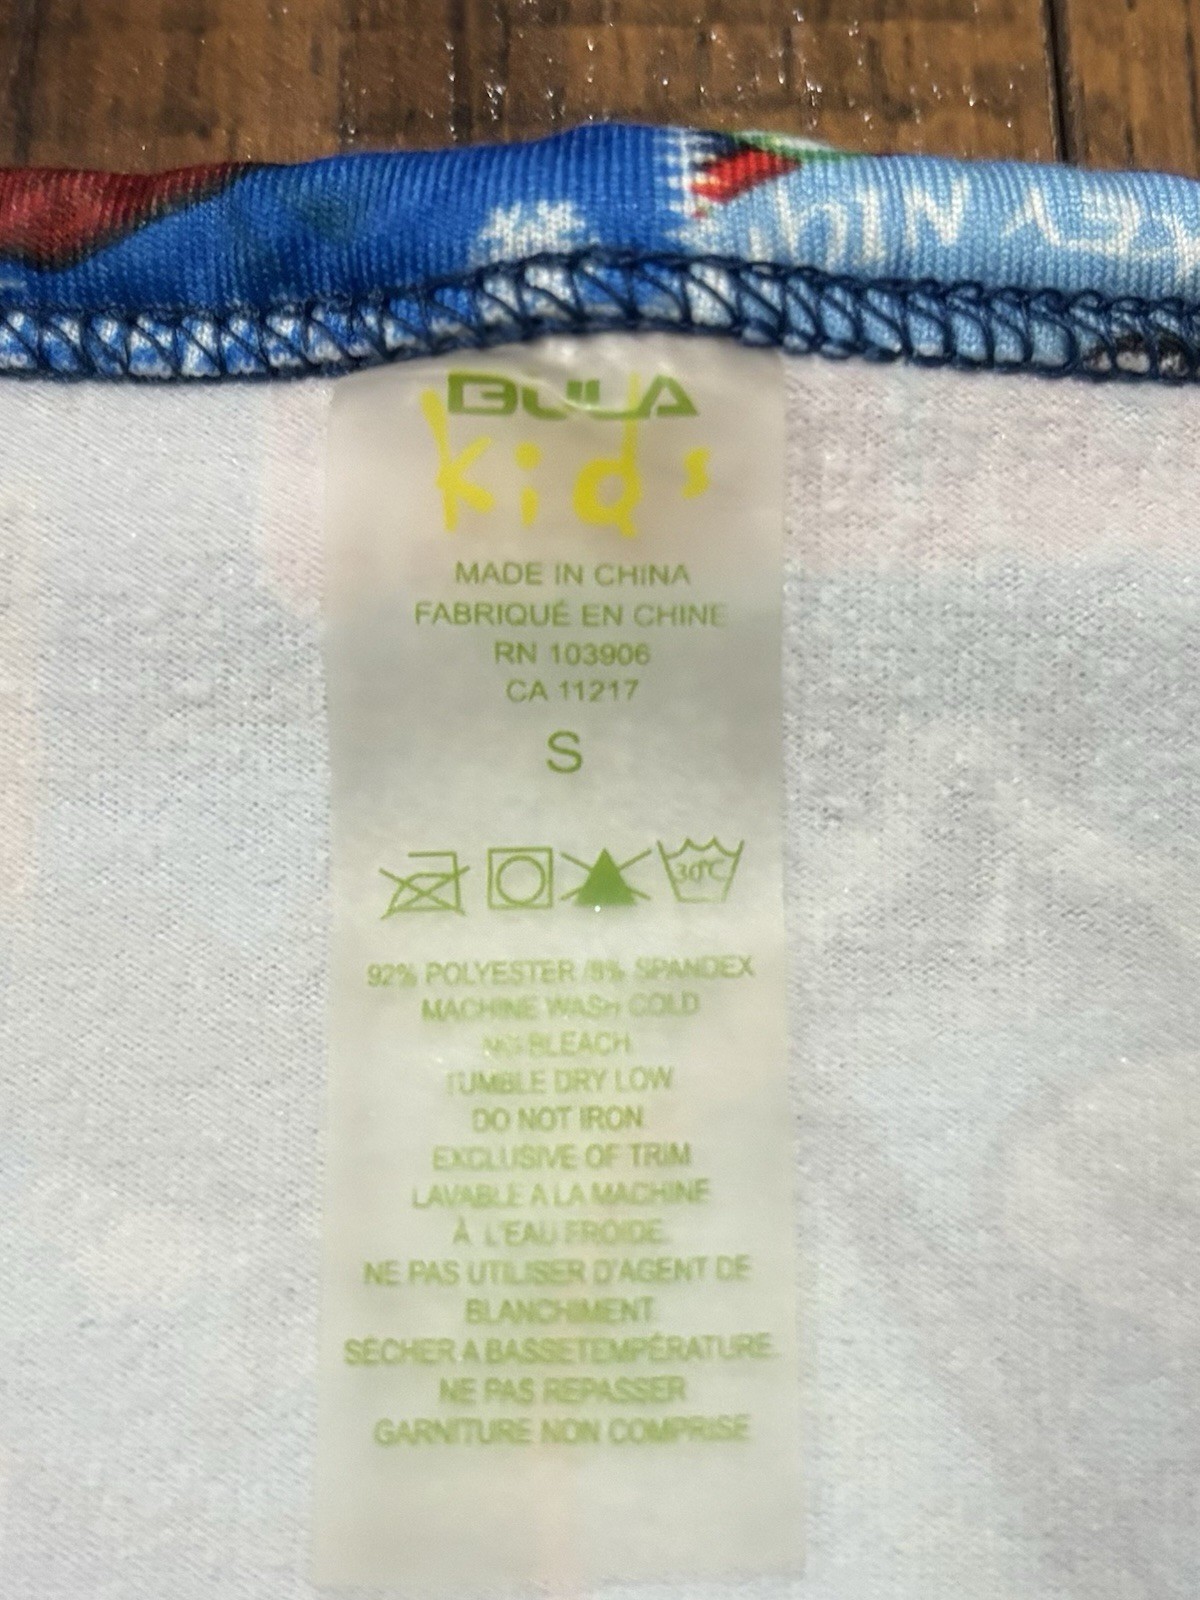 BULA
kids
MADE IN CHINA
FABRIQUÉ EN CHINE
RN 103906
CA 11217
S
30°C
92% POLYESTER /8% SPANDEX
MACHINE WASH COLD
NO BLEACH
TUMBLE DRY LOW
DO NOT IRON
EXCLUSIVE OF TRIM
LAVABLE A LA MACHINE
À L'EAU FROIDE.
NE PAS UTILISER D'AGENT DE
BLANCHIMENT
SÉCHER A BASSETEMPÉRATURE.
NE PAS REPASSER
GARNITURE NON COMPRISE